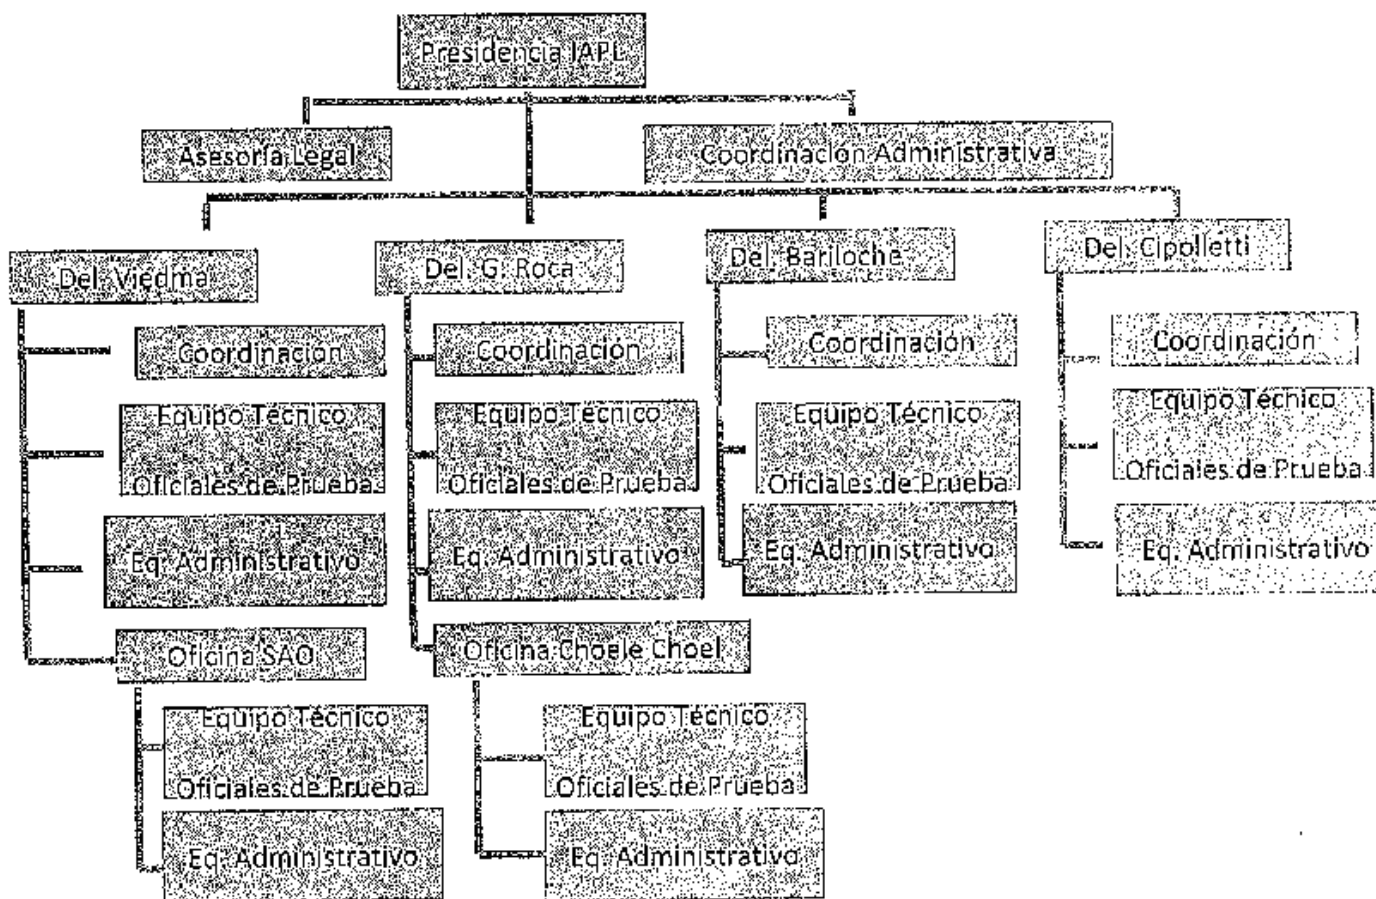 Presidencia IAPL
Asesoría Legal
Coordinación Administrativa
Del. Viedma
Del. G. Roca
Del. Bariloche
Del. Cipolletti
Coordinación
Coordinación
Coordinación
Coordinación
Equipo Técnico
Oficiales de Prueba
Equipo Técnico
Oficiales de Prueba
Equipo Técnico
Oficiales de Prueba
Equipo Técnico
Oficiales de Prueba
Eq. Administrativo
Eq. Administrativo
Eq. Administrativo
Eq. Administrativo
Oficina SAO
Oficina Choele Choel
Equipo Técnico
Oficiales de Prueba
Equipo Técnico
Oficiales de Prueba
Eq. Administrativo
Eq. Administrativo